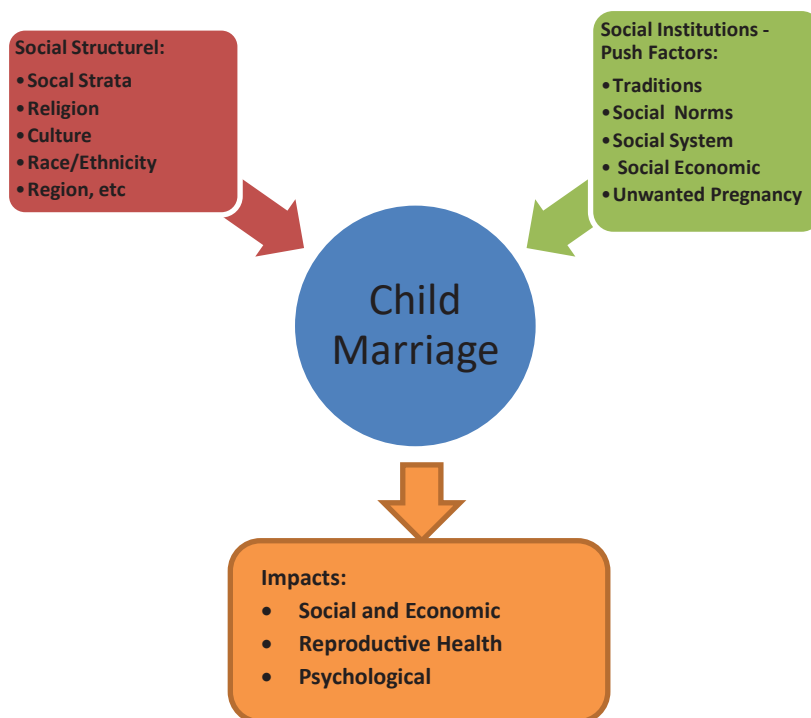 Social Structurel:
•Socal Strata
•Religion
•Culture
•Race/Ethnicity
•Region, etc
Social Institutions -
Push Factors:
•Traditions
•Social Norms
•Social System
• Social Economic
•Unwanted Pregnancy
Child
Marriage
Impacts:
• Social and Economic
• Reproductive Health
• Psychological